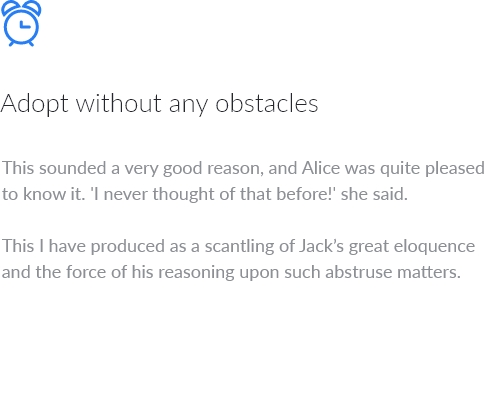 Adopt without any obstacles
This sounded a very good reason, and Alice was quite pleased
to know it. 'I never thought of that before!' she said.
This I have produced as a scantling of Jack’s great eloquence
and the force of his reasoning upon such abstruse matters.